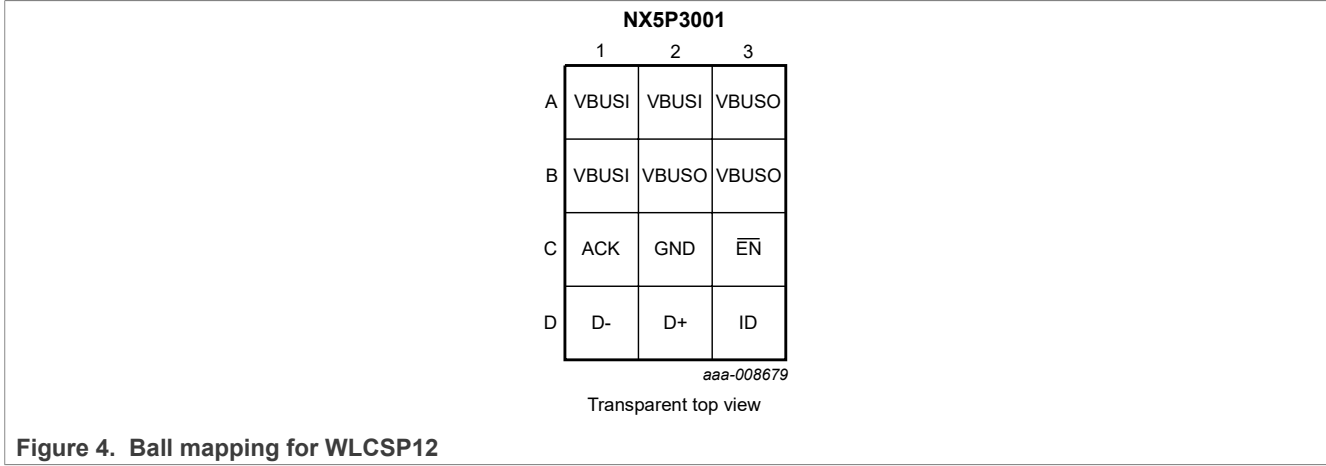 NX5P3001
1 2 3
A VBUSI VBUSI VBUSO
B VBUSI VBUSO VBUSO
C ACK GND E̅N̅
D D- D+ ID
aaa-008679
Transparent top view
Figure 4. Ball mapping for WLCSP12